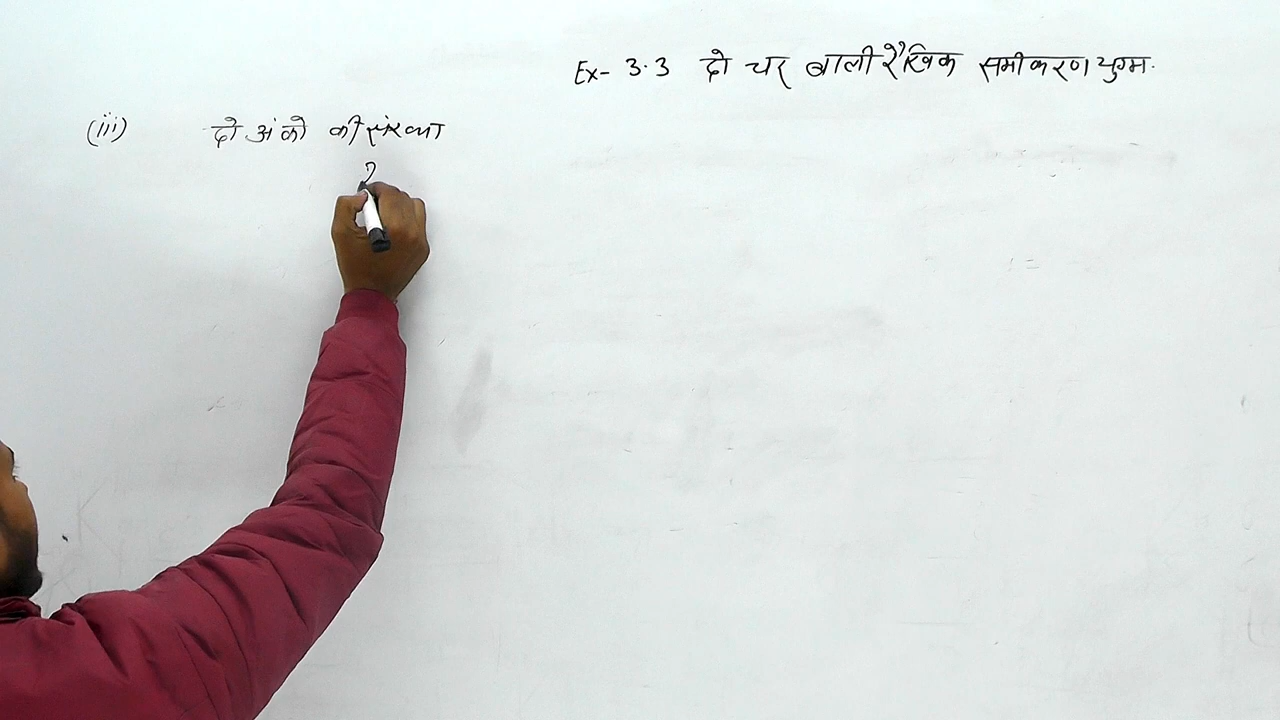 Ex- 3.3 दो चर वाली रैखिक समीकरण युग्म.
(iii) दो अंको की संख्या